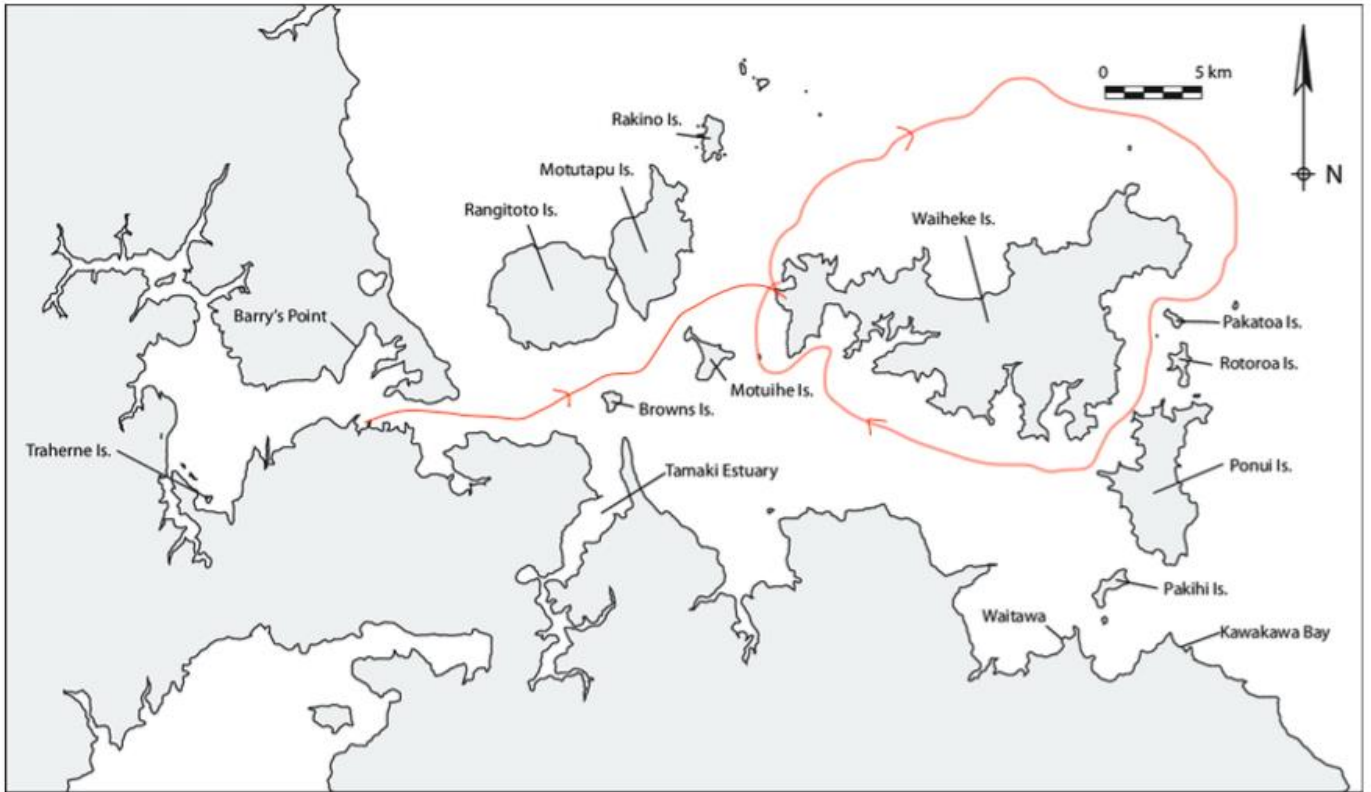 0 5 km
Rakino Is.
Motutapu Is.
N
Rangitoto Is.
Waiheke Is.
Barry's Point
Pakatoa Is.
Rotoroa Is.
Motuihe Is.
Browns Is.
Traherne Is.
Tamaki Estuary
Ponui Is.
Pakihi Is.
Waitawa
Kawakawa Bay